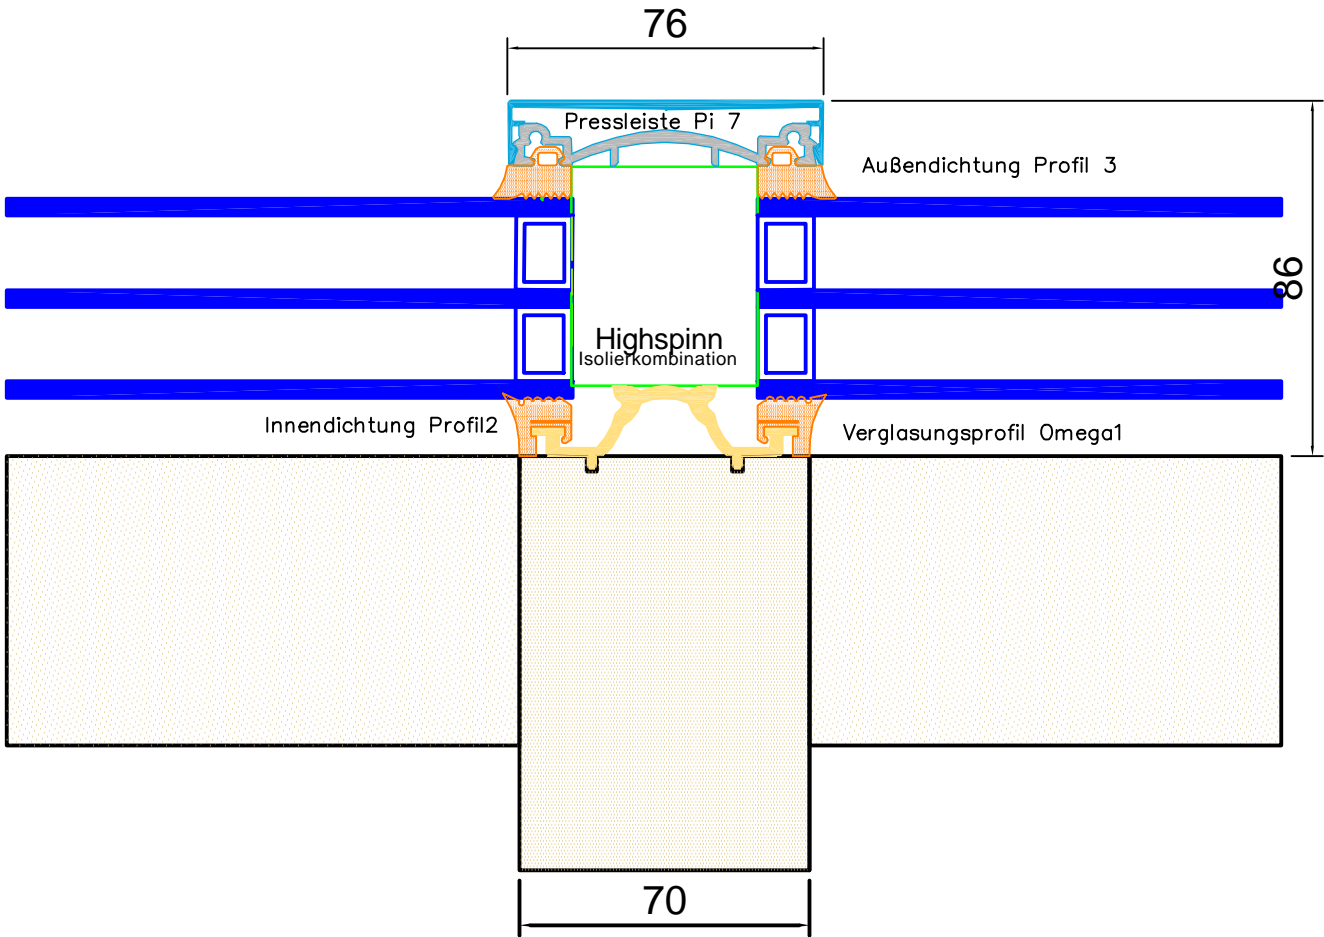 76
Pressleiste Pi 7
Außendichtung Profil 3
86
Highspinn
Isolierkombination
Innendichtung Profil2
Verglasungsprofil Omega1
70